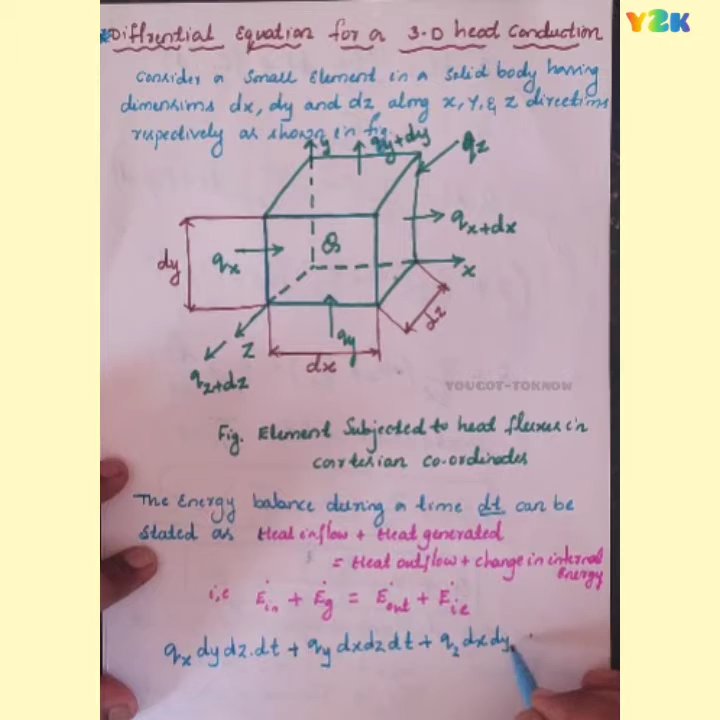 Y2K
Diffrential Equation for a 3-D heat Conduction
Consider a small Element in a solid body having
dimensions dx, dy and dz along x, Y, & Z directions
respectively as shown in fig.
y
qy+dy
qz
qx+dx
Q
qx
dy
x
dz
qy
z
dx
qz+dz
YOUGOT-TOKNOW
Fig. Element Subjected to heat fluxes in
cartesian co-ordinates
The Energy balance during a time dt can be
stated as Heat inflow + Heat generated
= Heat outflow + change in internal
Energy
i,e Ėin + Ėg = Ėout + Ėie
qx dy dz.dt + qy dx dz dt + qz dx dy